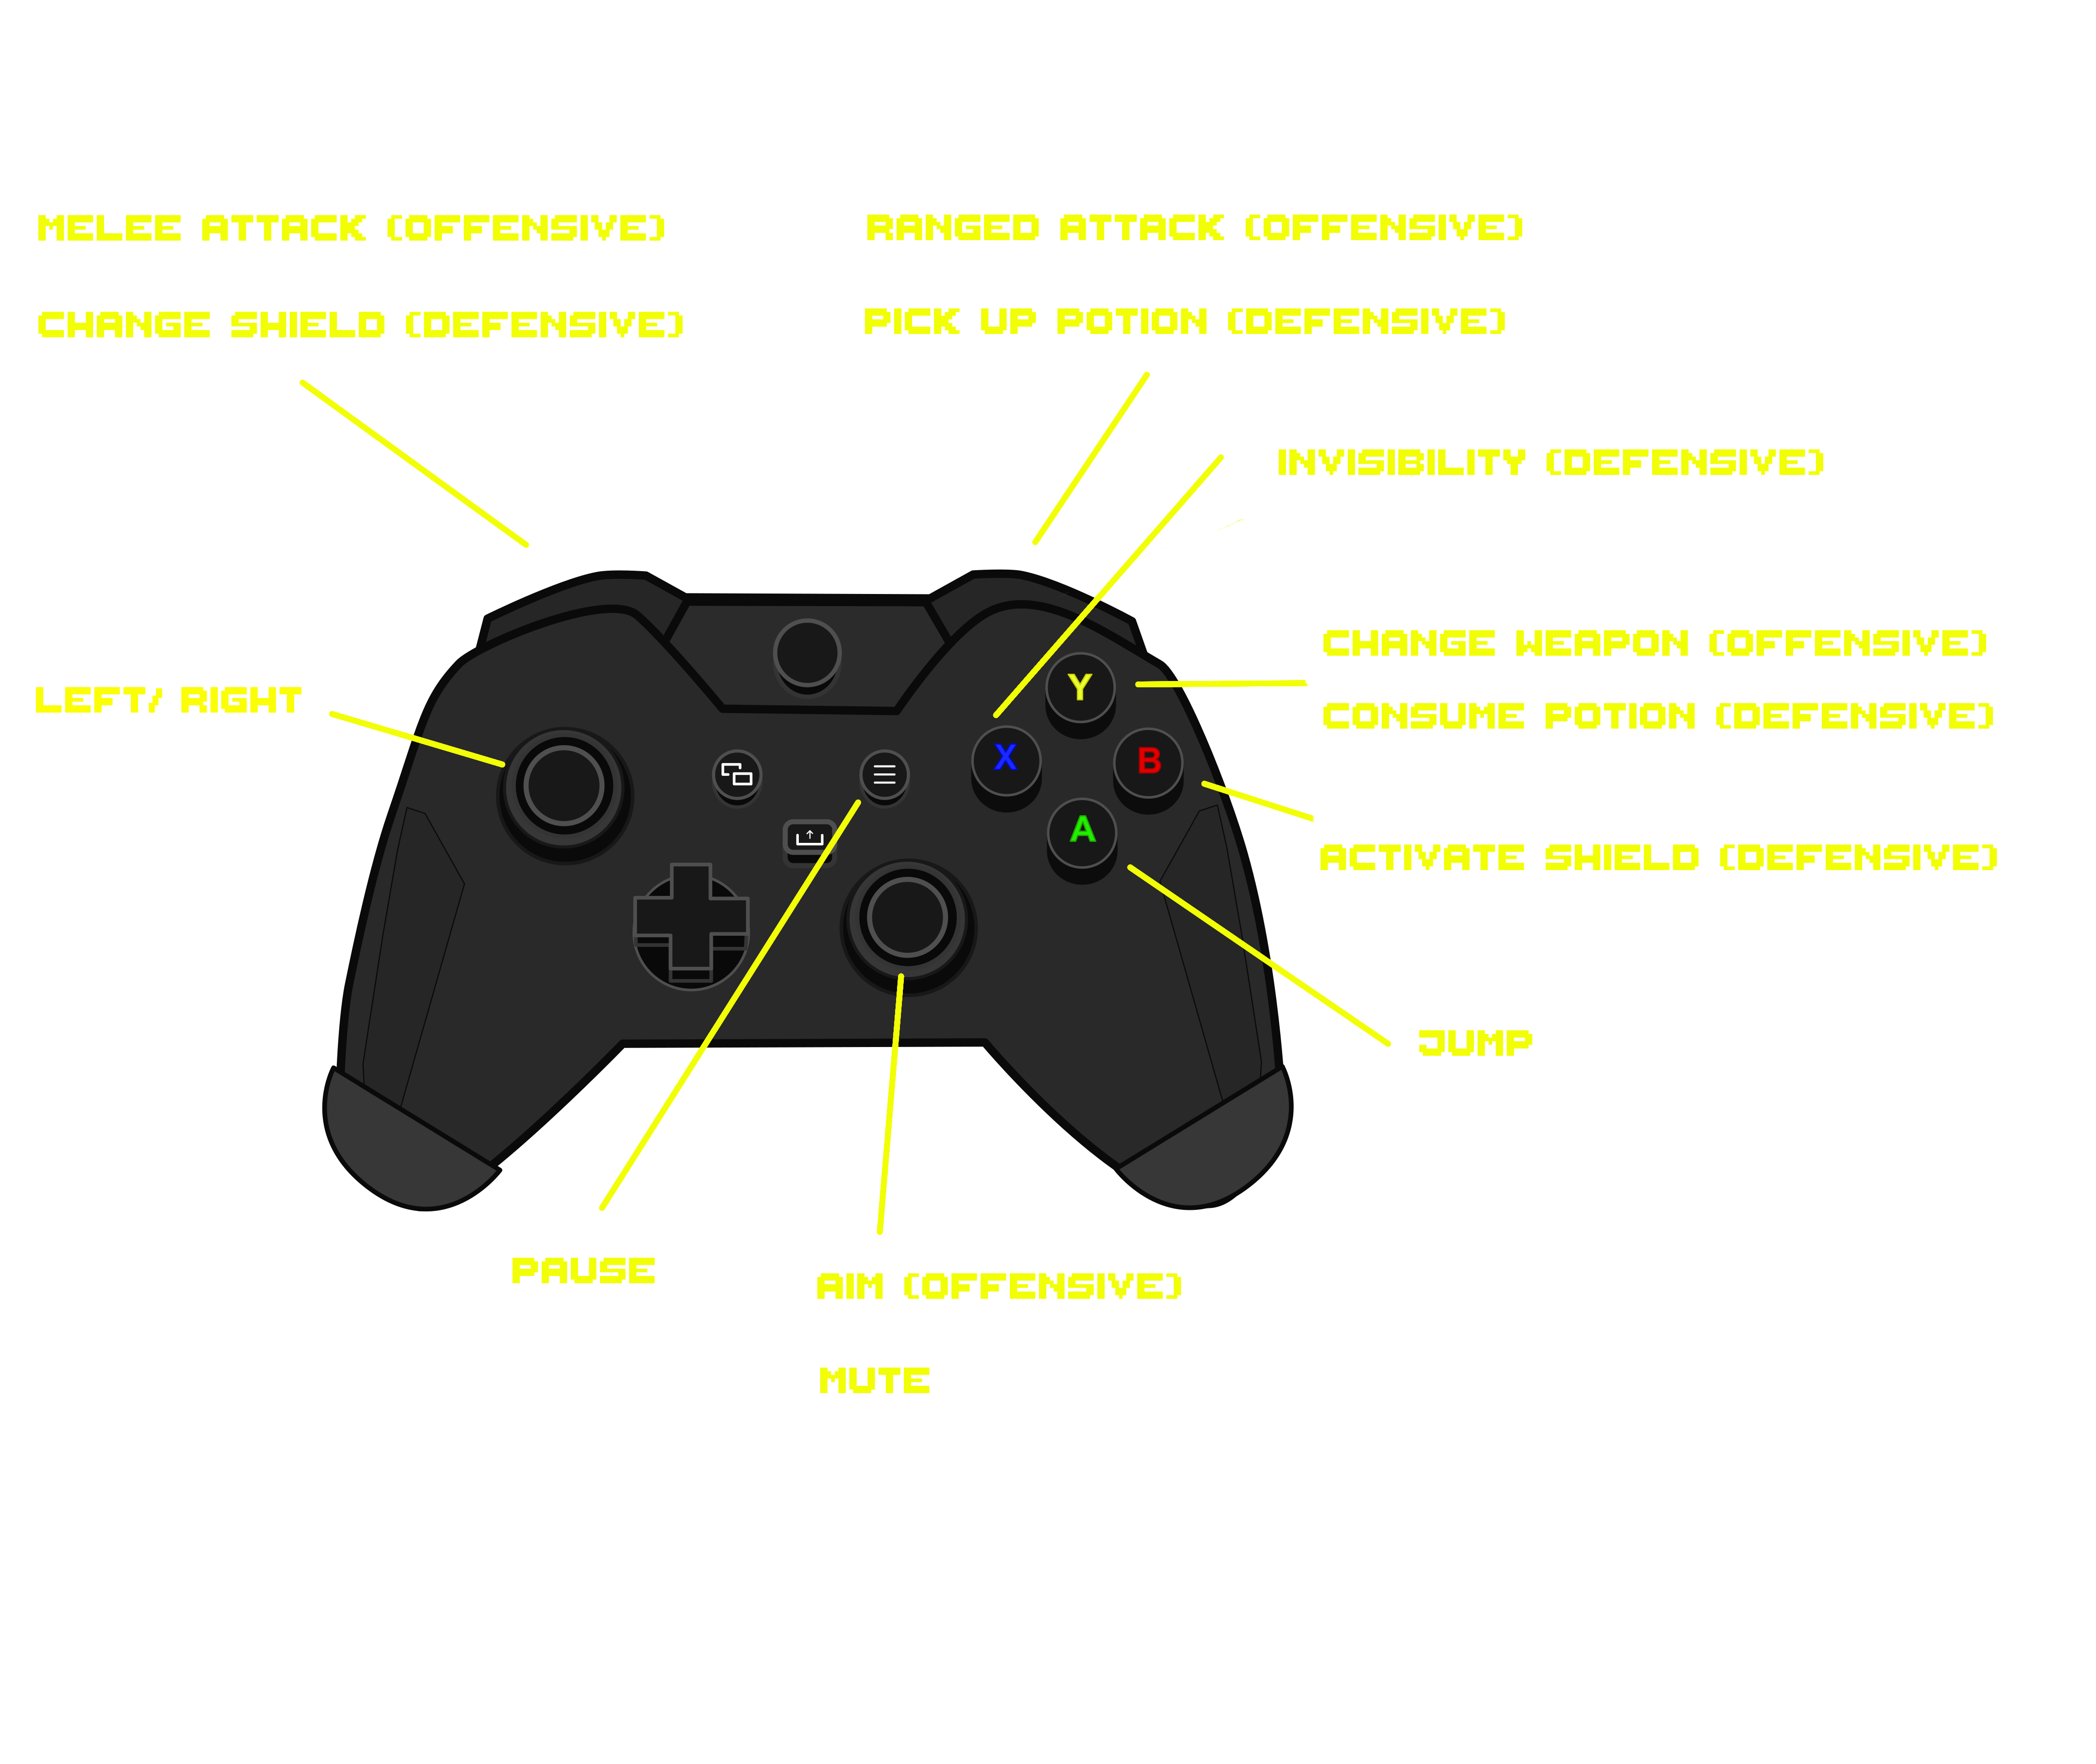 MELEE ATTACK (OFFENSIVE)
CHANGE SHIELD (DEFENSIVE)
RANGED ATTACK (OFFENSIVE)
PICK UP POTION (DEFENSIVE)
INVISIBILITY (DEFENSIVE)
CHANGE WEAPON (OFFENSIVE)
CONSUME POTION (DEFENSIVE)
LEFT/ RIGHT
Y
X
B
A
ACTIVATE SHIELD (DEFENSIVE)
JUMP
PAUSE
AIM (OFFENSIVE)
MUTE